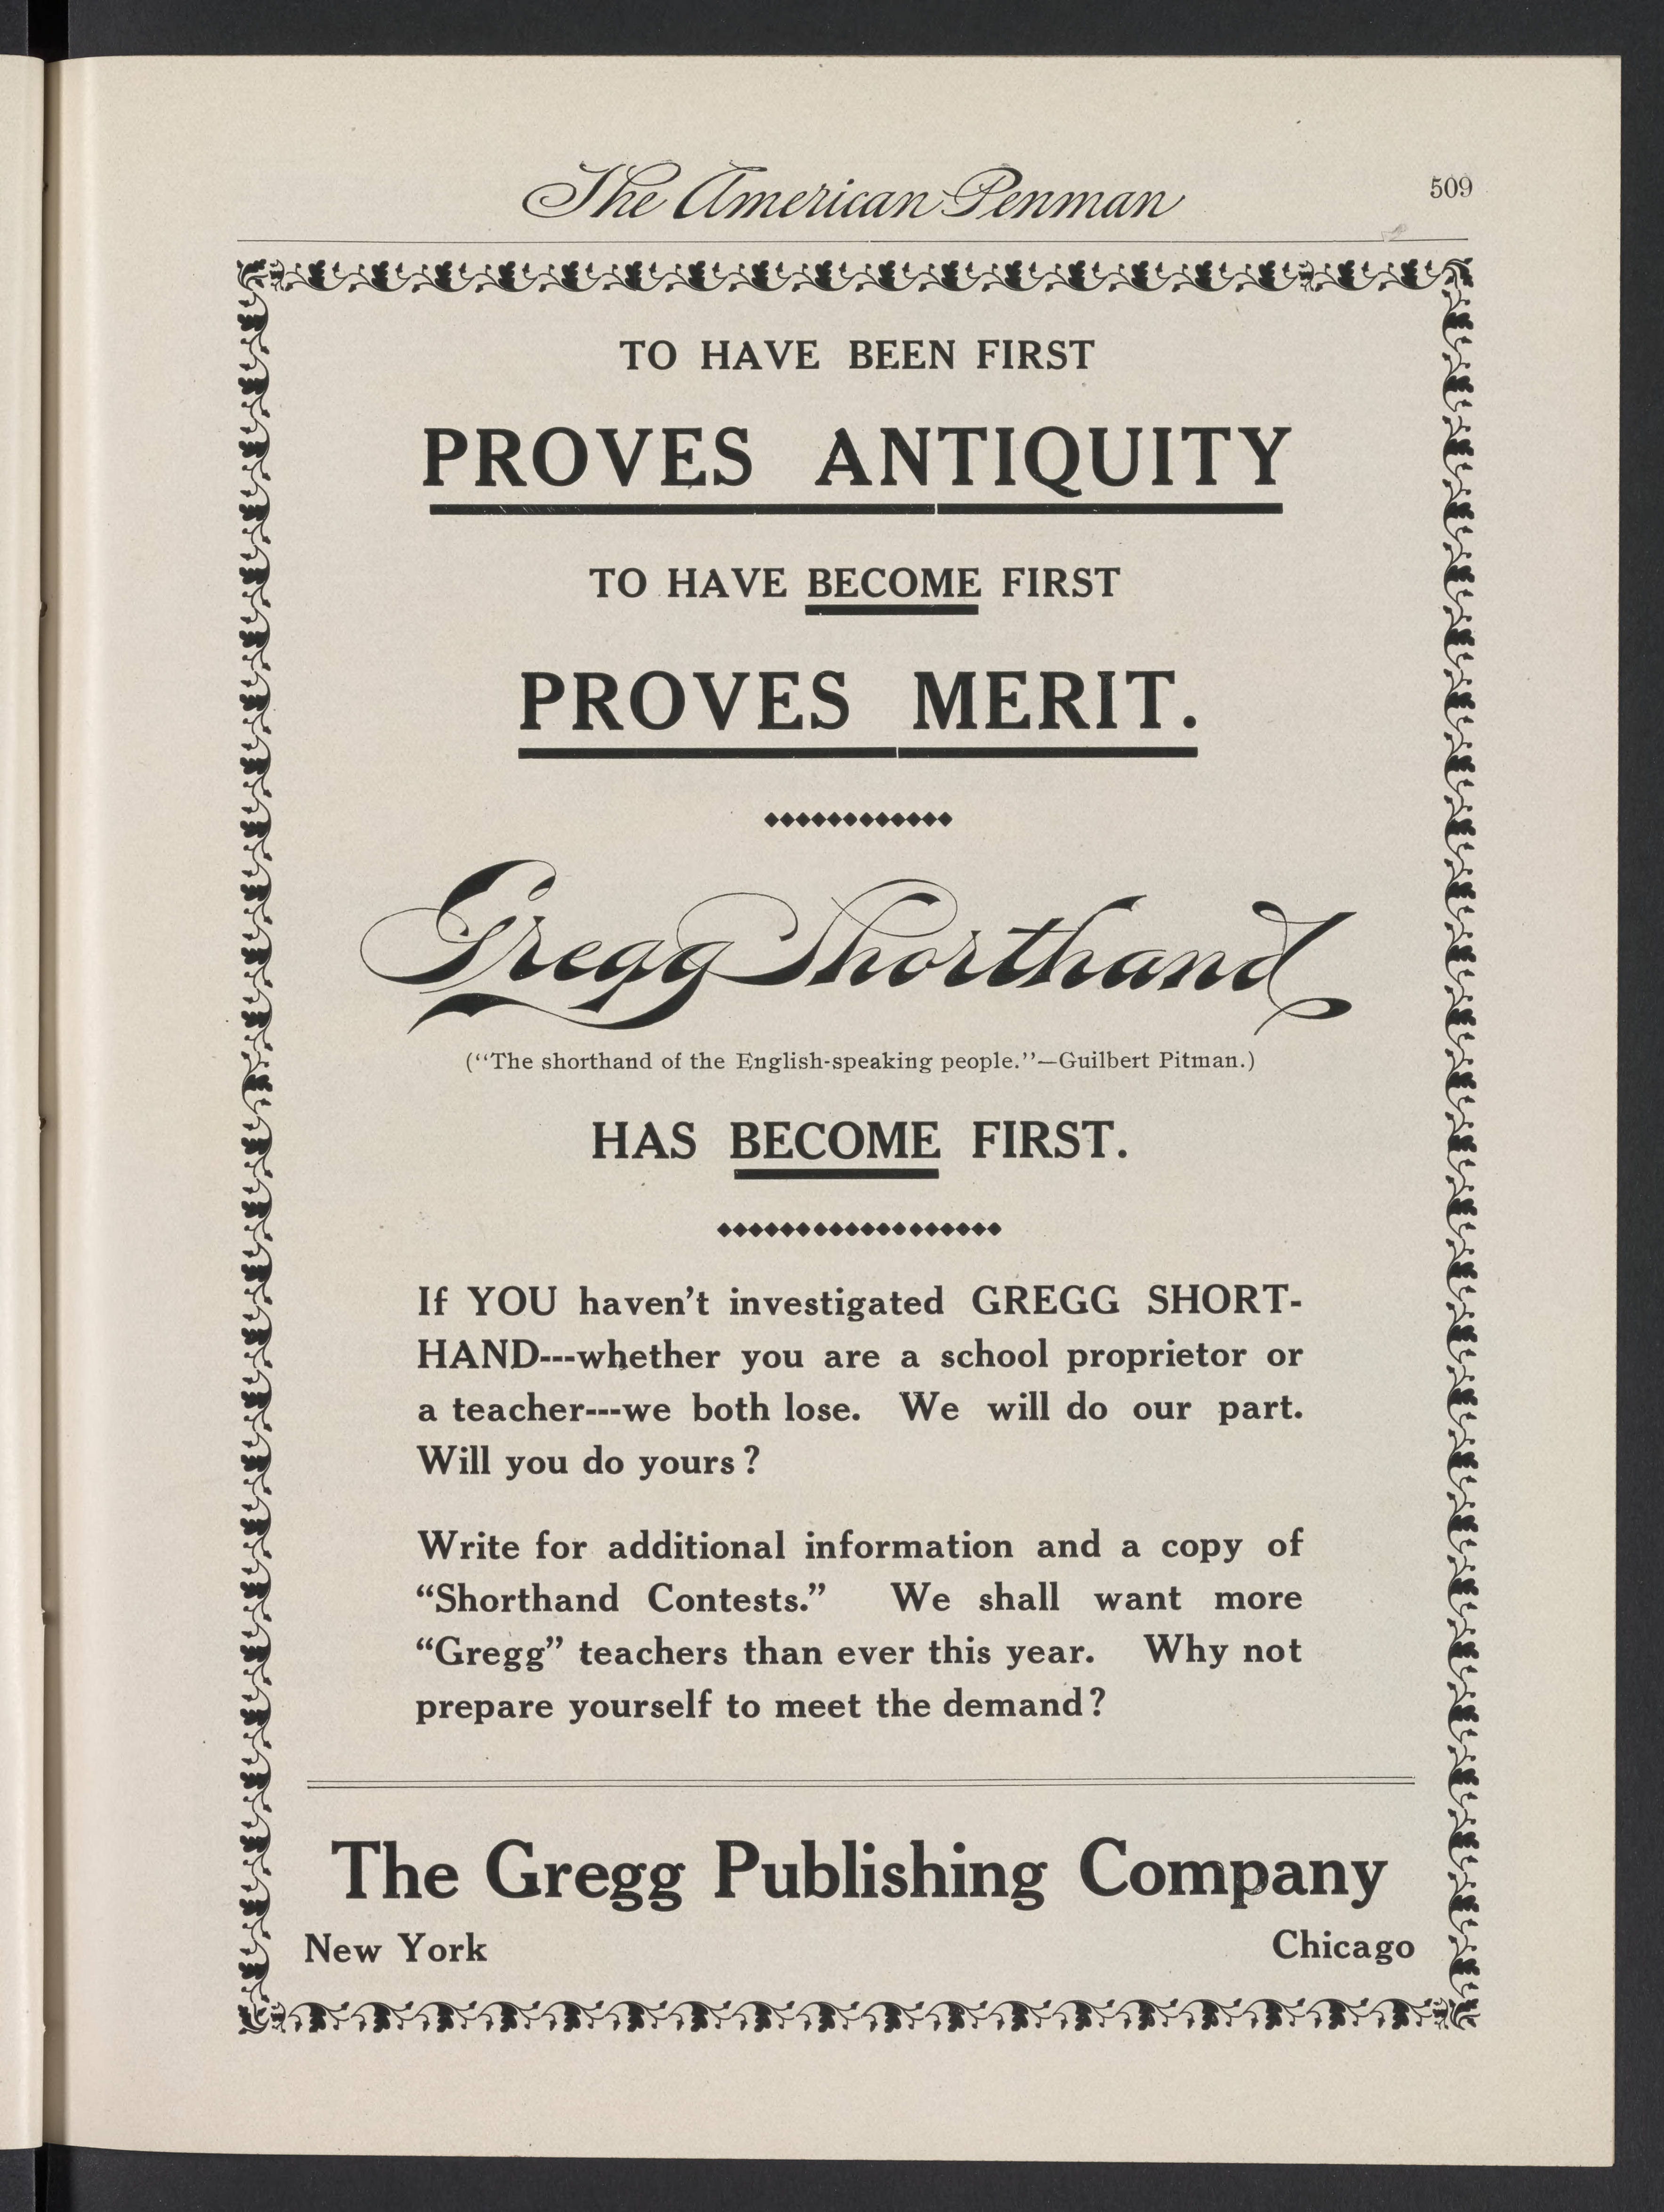 The American Penman
509
TO HAVE BEEN FIRST
PROVES ANTIQUITY
TO HAVE BECOME FIRST
PROVES MERIT.
Gregg Shorthand
(“The shorthand of the English-speaking people.”—Guilbert Pitman.)
HAS BECOME FIRST.
If YOU haven’t investigated GREGG SHORT-
HAND---whether you are a school proprietor or
a teacher---we both lose. We will do our part.
Will you do yours?
Write for additional information and a copy of
“Shorthand Contests.” We shall want more
“Gregg” teachers than ever this year. Why not
prepare yourself to meet the demand?
The Gregg Publishing Company
New York Chicago